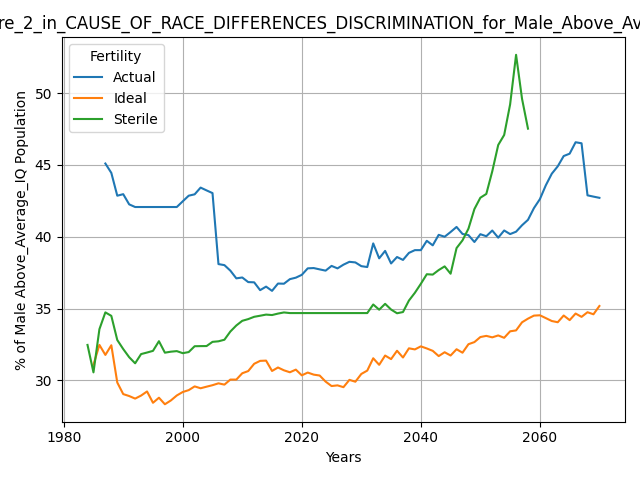 re_2_in_CAUSE_OF_RACE_DIFFERENCES_DISCRIMINATION_for_Male_Above_Av
Fertility
Actual
Ideal
Sterile
% of Male Above_Average_IQ Population
50
45
40
35
30
1980
2000
2020
2040
2060
Years